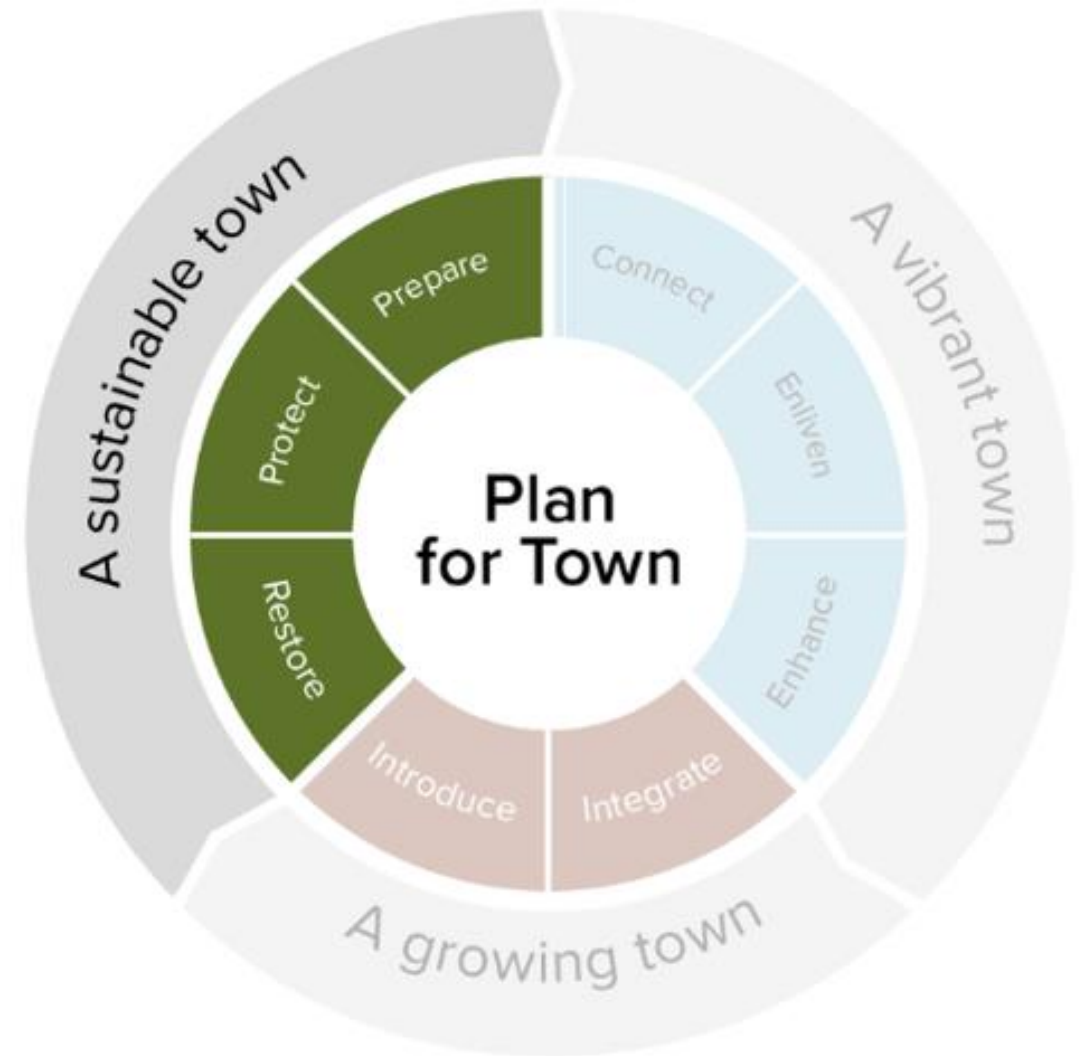 A sustainable town
A vibrant town
A growing town
Prepare
Protect
Restore
Connect
Enliven
Enhance
Introduce
Integrate
Plan
for Town